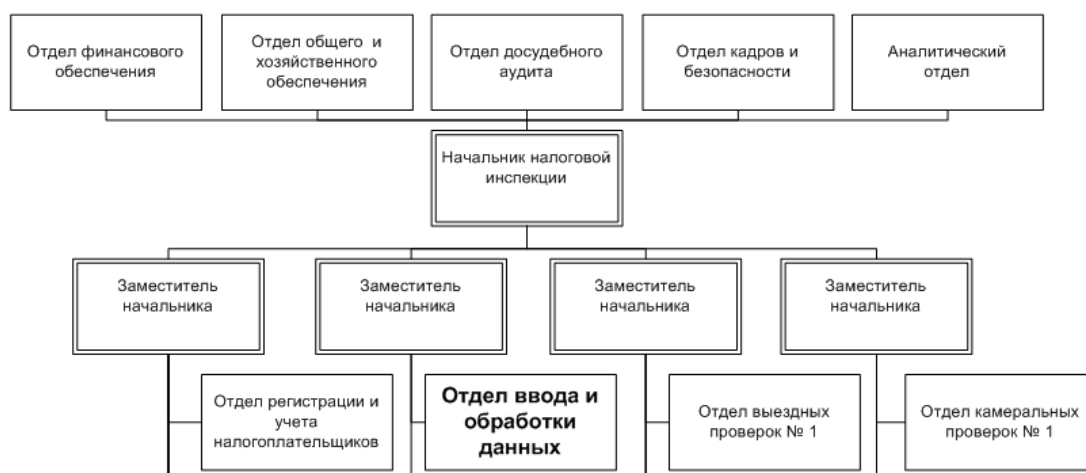 Отдел финансового
обеспечения
Отдел общего и
хозяйственного
обеспечения
Отдел досудебного
аудита
Отдел кадров и
безопасности
Аналитический
отдел
Начальник налоговой
инспекции
Заместитель
начальника
Заместитель
начальника
Заместитель
начальника
Заместитель
начальника
Отдел регистрации и
учета
налогоплательщиков
Отдел ввода и
обработки
данных
Отдел выездных
проверок № 1
Отдел камеральных
проверок № 1